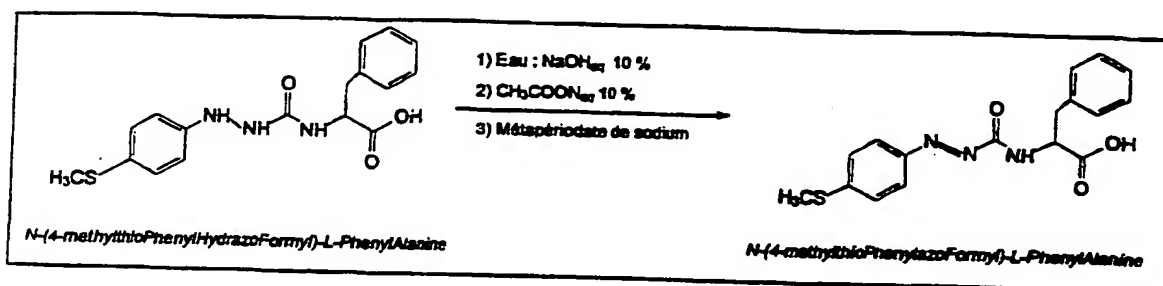 1) Eau : NaOHaq 10 %
2) CH₃COONaq 10 %
3) Métapériodate de sodium
NH
NH
O
NH
OH
O
H₃CS
N
N
O
NH
OH
O
H₃CS
N-(4-methylthioPhenylHydrazoFormyl)-L-PhenylAlanine
N-(4-methylthioPhenylazoFormyl)-L-PhenylAlanine